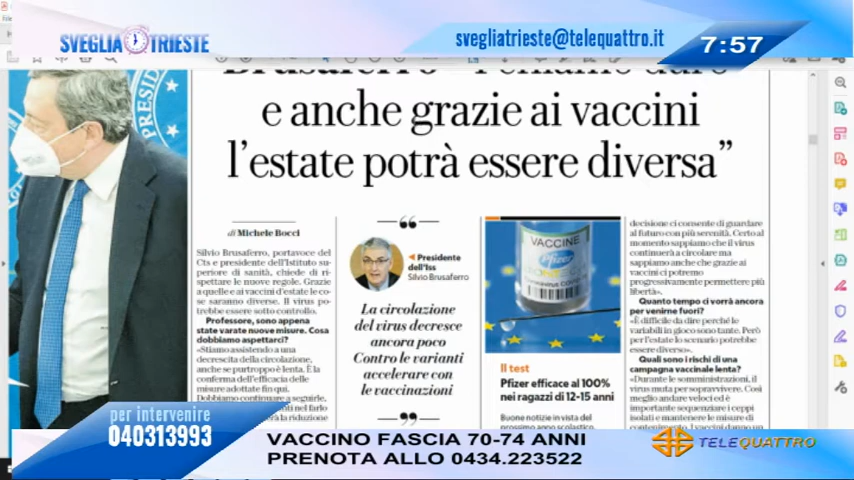 SVEGLIA TRIESTE
svegliatrieste@telequattro.it
7:57
e anche grazie ai vaccini
l'estate potrà essere diversa”
di Michele Bocci
Silvio Brusaferro, portavoce del
Cts e presidente dell'Istituto su-
periore di sanità, chiede di ri-
spettare le nuove regole. Grazie
a quelle e ai vaccini d'estate le co-
se saranno diverse. Il virus po-
trebbe essere sotto controllo.
Professore, sono appena
state varate nuove misure. Cosa
dobbiamo aspettarci?
«Stiamo assistendo a una
decrescita della circolazione,
anche se purtroppo è lenta. È la
conferma dell'efficacia delle
misure adottate fin qui.
Dobbiamo continuare a seguirle,
“
Presidente
dell'Iss
Silvio Brusaferro
La circolazione
del virus decresce
ancora poco
Contro le varianti
accelerare con
le vaccinazioni
”
VACCINE
Pfizer
Il test
Pfizer efficace al 100%
nei ragazzi di 12-15 anni
Buone notizie in vista del
prossimo anno scolastico
decisione ci consente di guardare
al futuro con più serenità. Certo al
momento sappiamo che il virus
continuerà a circolare ma
sappiamo anche che grazie ai
vaccini ci potremo
progressivamente permettere più
libertà».
Quanto tempo ci vorrà ancora
per venirne fuori?
«È difficile da dire perché le
variabili in gioco sono tante. Però
per l'estate lo scenario potrebbe
essere diverso».
Quali sono i rischi di una
campagna vaccinale lenta?
«Durante le somministrazioni, il
virus muta per sopravvivere. Così
meglio andare veloci ed è
importante sequenziare i ceppi
isolati e mantenere le misure di
contenimento. I vaccini danno un
per intervenire
040313993
VACCINO FASCIA 70-74 ANNI
PRENOTA ALLO 0434.223522
TELEQUATTRO